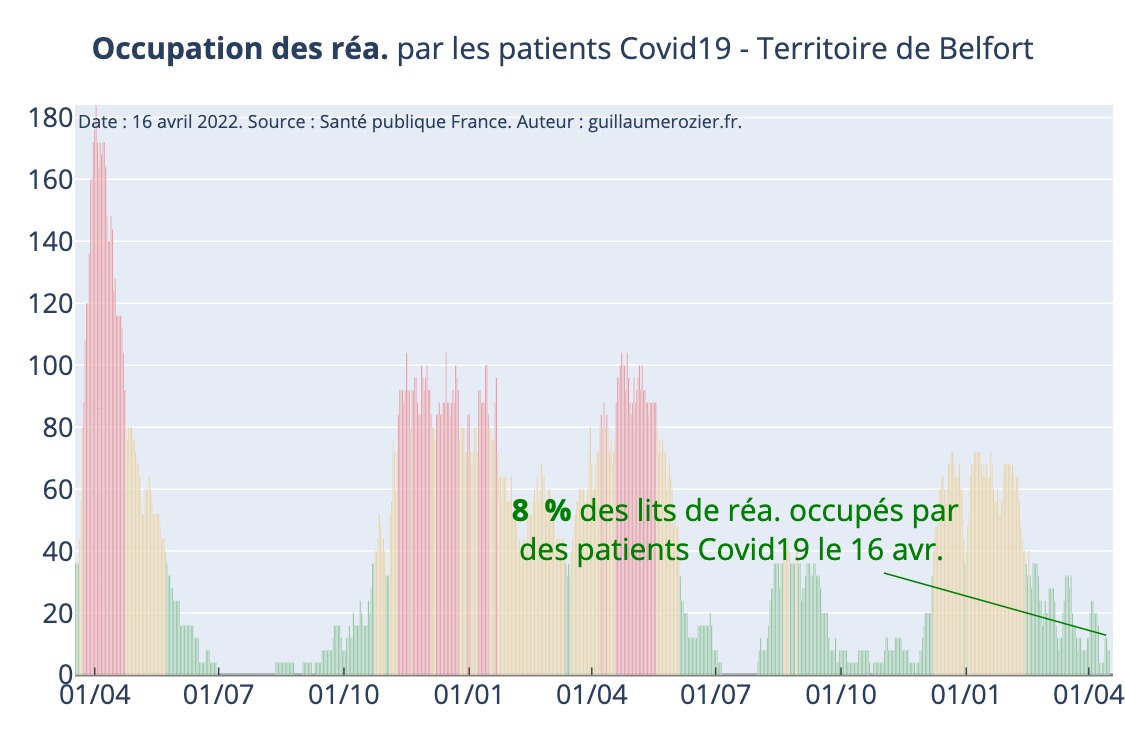 Occupation des réa. par les patients Covid19 - Territoire de Belfort
Date : 16 avril 2022. Source : Santé publique France. Auteur : guillaumerozier.fr.
180
160
140
120
100
80
60
40
20
0
8 % des lits de réa. occupés par
des patients Covid19 le 16 avr.
01/04 01/07 01/10 01/01 01/04 01/07 01/10 01/01 01/04